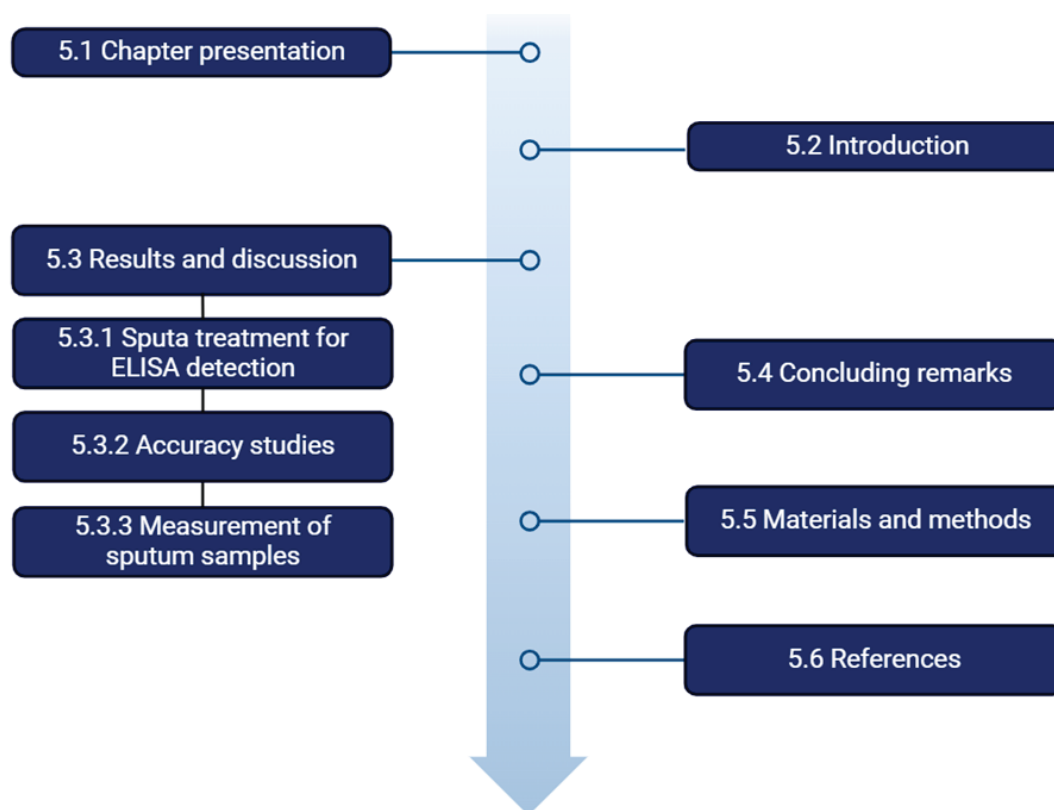 5.1 Chapter presentation
5.2 Introduction
5.3 Results and discussion
5.3.1 Sputa treatment for
ELISA detection
5.3.2 Accuracy studies
5.3.3 Measurement of
sputum samples
5.4 Concluding remarks
5.5 Materials and methods
5.6 References